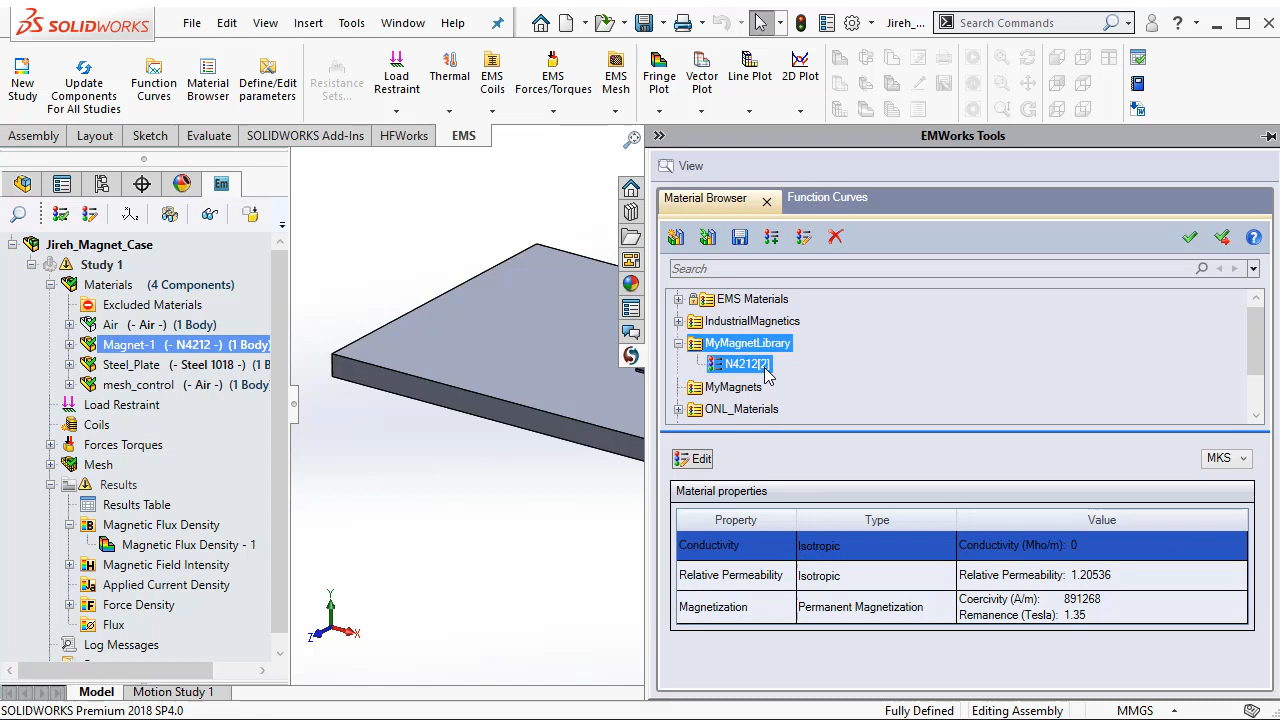 SOLIDWORKS
File Edit View Insert Tools Window Help
Jireh_...
Search Commands
New Study
Update Components For All Studies
Function Curves
Material Browser
Define/Edit parameters
Resistance Sets...
Load Restraint
Thermal
EMS Coils
EMS Forces/Torques
EMS Mesh
Fringe Plot
Vector Plot
Line Plot
2D Plot
Assembly Layout Sketch Evaluate SOLIDWORKS Add-Ins HFWorks EMS
EMWorks Tools
View
Material Browser Function Curves
Search
EMS Materials
IndustrialMagnetics
MyMagnetLibrary
N4212[2]
MyMagnets
ONL_Materials
Edit
MKS
Material properties
Property Type Value
Conductivity Isotropic Conductivity (Mho/m): 0
Relative Permeability Isotropic Relative Permeability: 1.20536
Magnetization Permanent Magnetization Coercivity (A/m): 891268
Remanence (Tesla): 1.35
Em
Jireh_Magnet_Case
Study 1
Materials (4 Components)
Excluded Materials
Air (- Air -) (1 Body)
Magnet-1 (- N4212 -) (1 Body)
Steel_Plate (- Steel 1018 -) (1
mesh_control (- Air -) (1 Body)
Load Restraint
Coils
Forces Torques
Mesh
Results
Results Table
Magnetic Flux Density
Magnetic Flux Density - 1
Magnetic Field Intensity
Applied Current Density
Force Density
Flux
Log Messages
Y
Z X
Model Motion Study 1
SOLIDWORKS Premium 2018 SP4.0
Fully Defined Editing Assembly MMGS